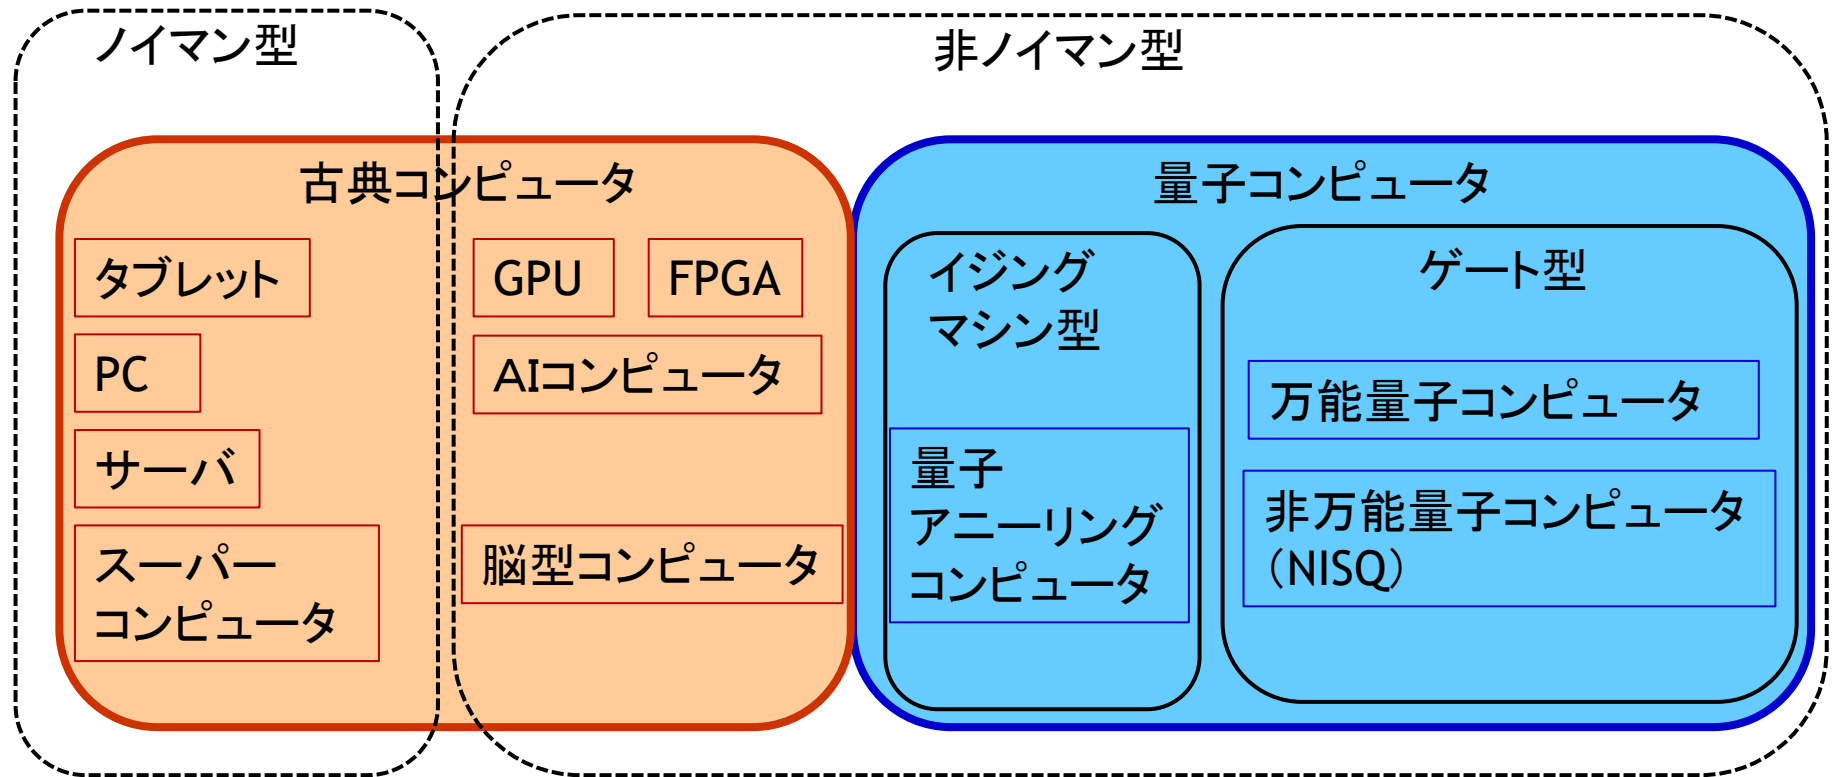 ノイマン型
非ノイマン型
古典コンピュータ
タブレット
PC
サーバ
スーパー
コンピュータ
GPU
FPGA
AIコンピュータ
脳型コンピュータ
量子コンピュータ
イジング
マシン型
量子
アニーリング
コンピュータ
ゲート型
万能量子コンピュータ
非万能量子コンピュータ
（NISQ）